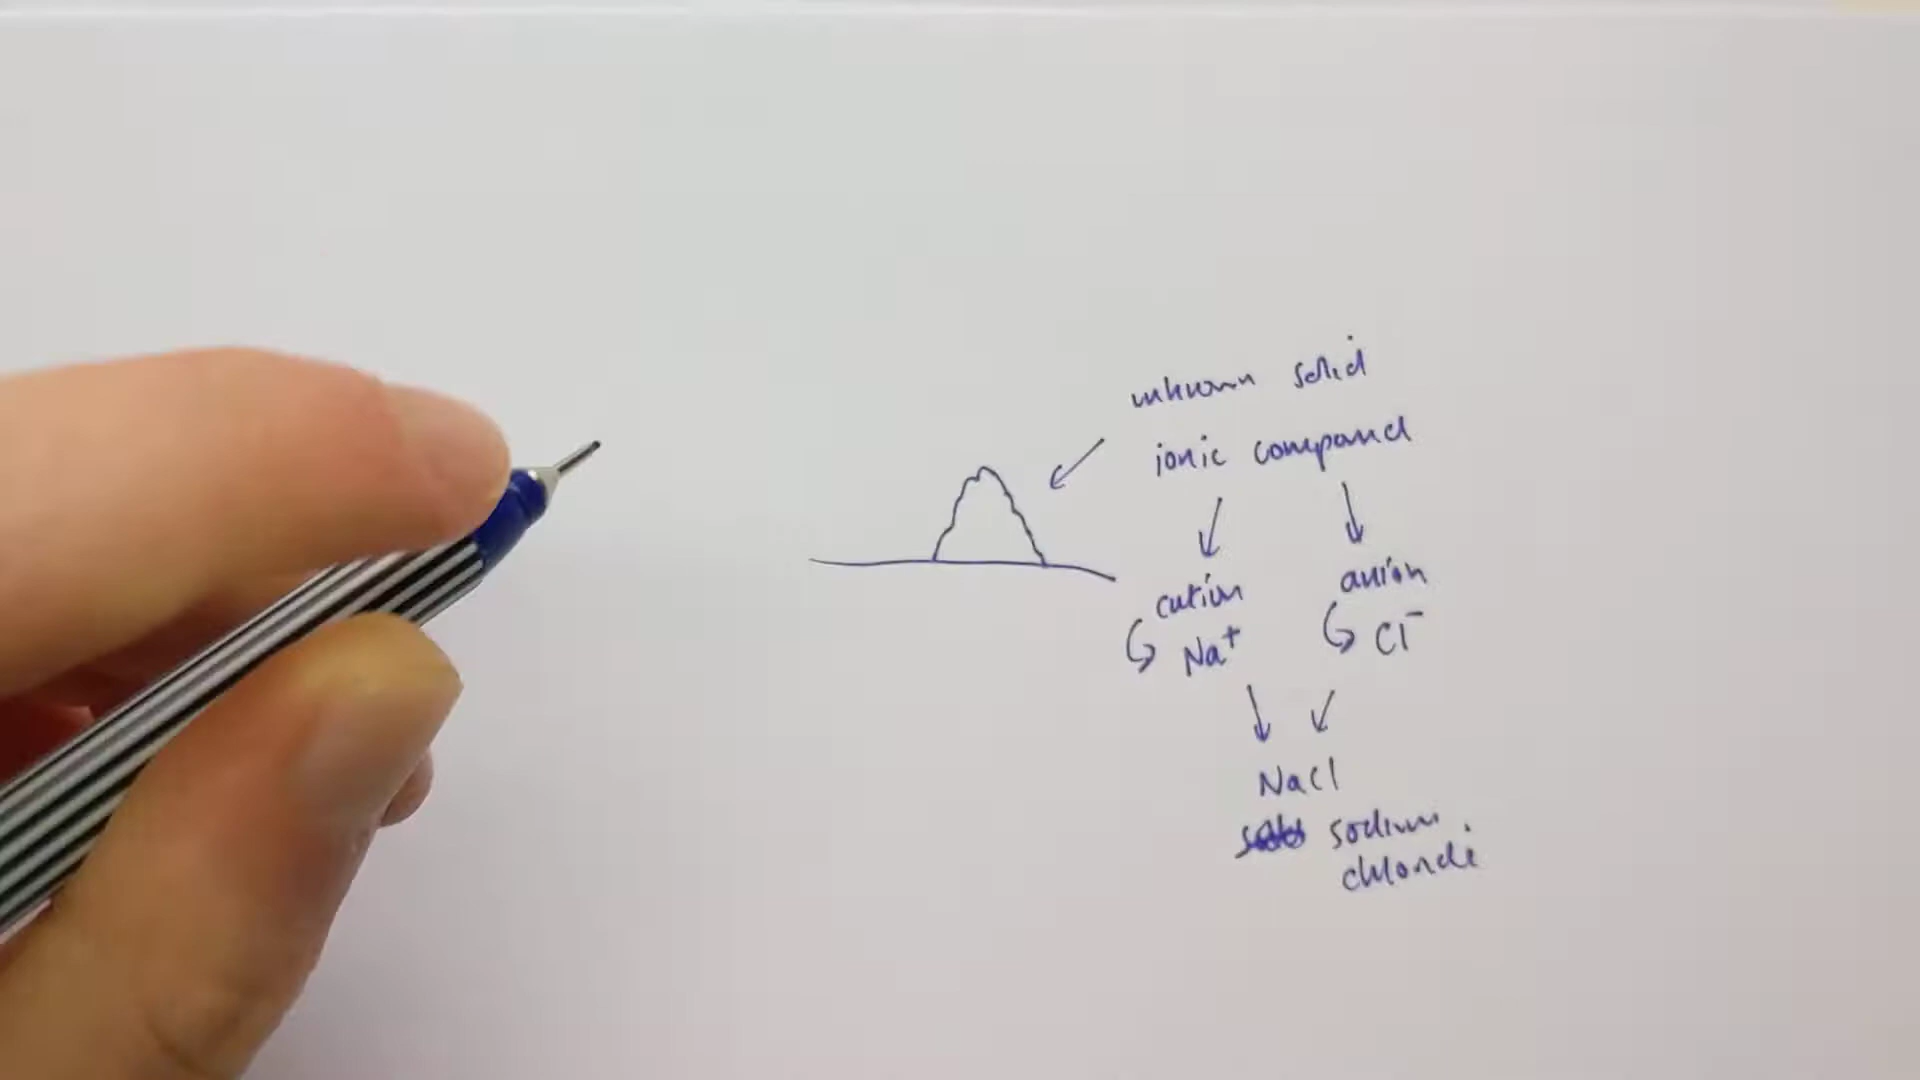 unknown solid
ionic compound
cation anion
Na⁺ Cl⁻
NaCl
sodium
chloride